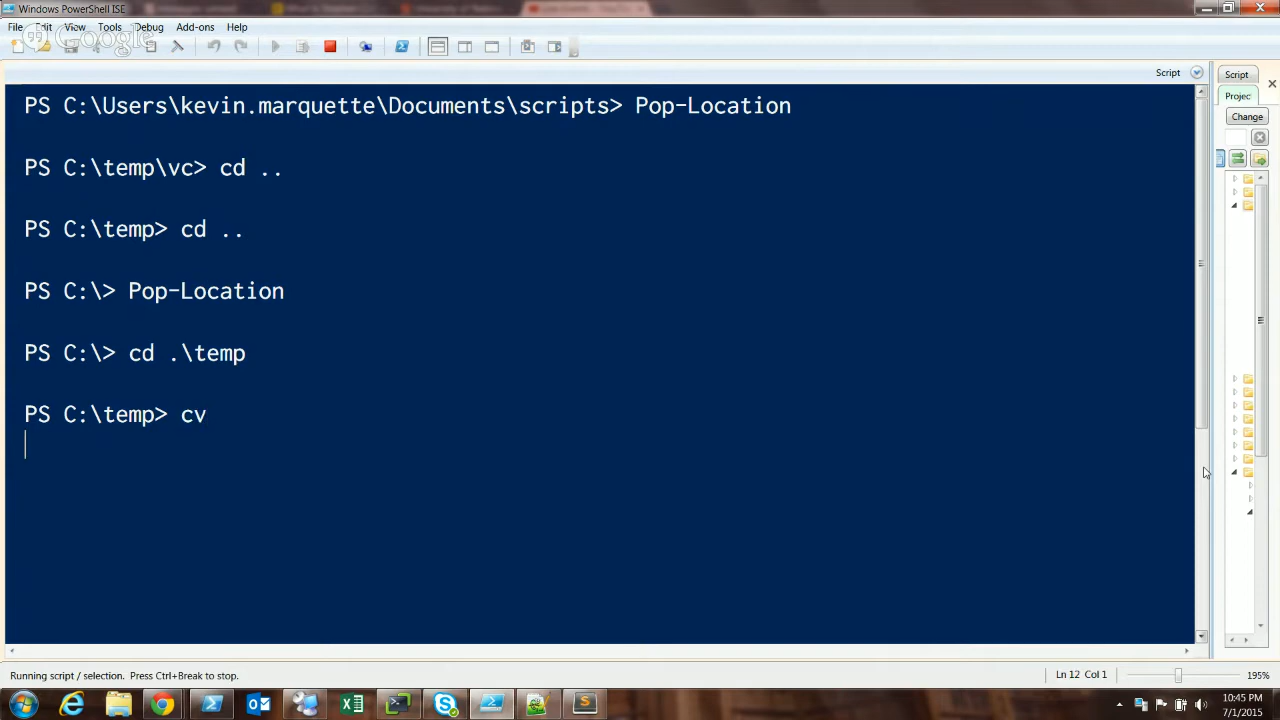 Windows PowerShell ISE
File Edit View Tools Debug Add-ons Help
Google
Script
Script
Projec
Change
PS C:\Users\kevin.marquette\Documents\scripts> Pop-Location
PS C:\temp\vc> cd ..
PS C:\temp> cd ..
PS C:\> Pop-Location
PS C:\> cd .\temp
PS C:\temp> cv
Running script / selection. Press Ctrl+Break to stop.
Ln 12 Col 1
195%
10:45 PM
7/1/2015